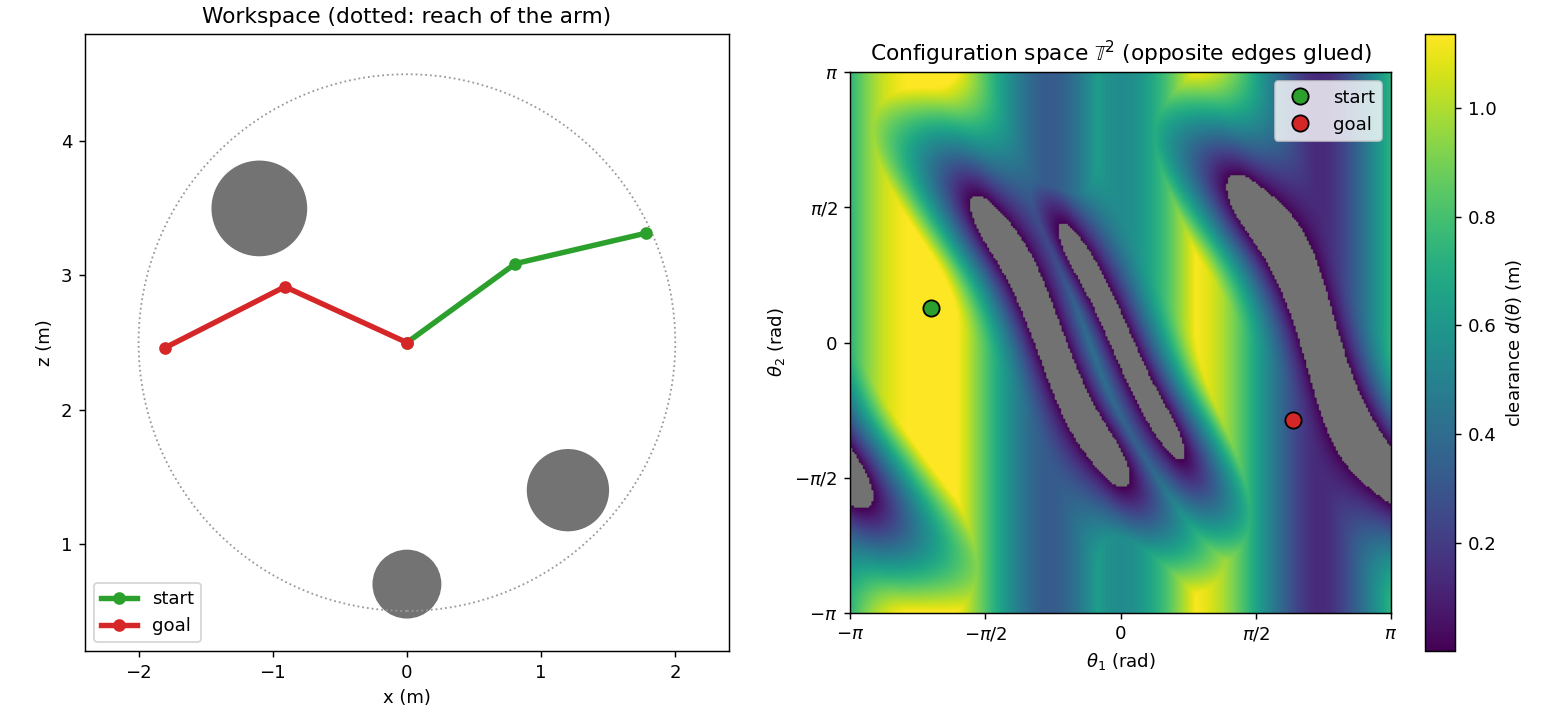 Workspace (dotted: reach of the arm)
4
3
2
1
z (m)
−2
−1
0
1
2
x (m)
start
goal
Configuration space 𝕋² (opposite edges glued)
π
π/2
0
−π/2
−π
θ₂ (rad)
−π
−π/2
0
π/2
π
θ₁ (rad)
start
goal
1.0
0.8
0.6
0.4
0.2
clearance d(θ) (m)